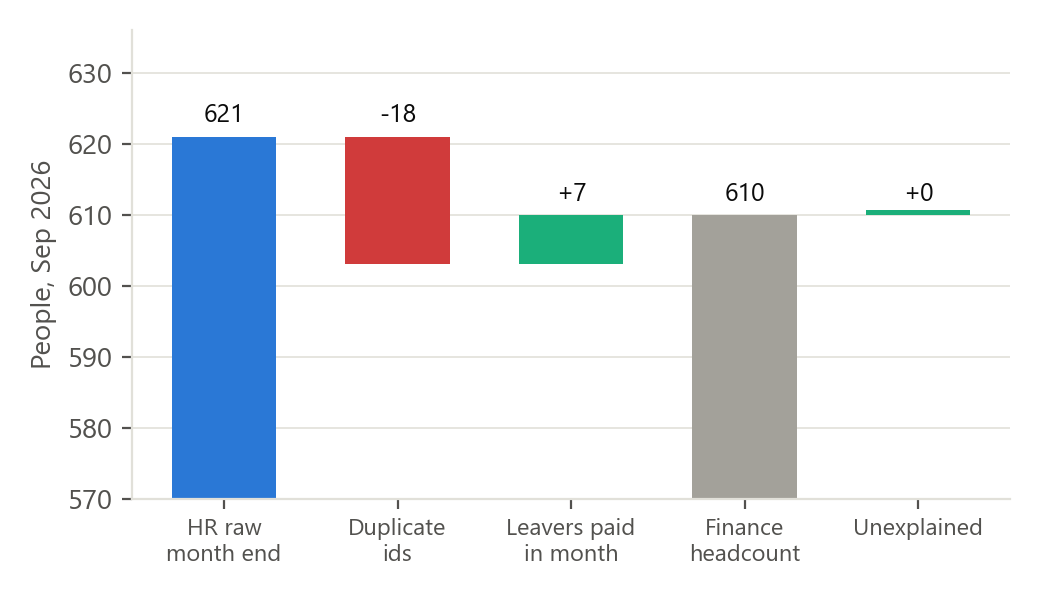 People, Sep 2026
630
620
610
600
590
580
570
621
-18
+7
610
+0
HR raw
month end
Duplicate
ids
Leavers paid
in month
Finance
headcount
Unexplained